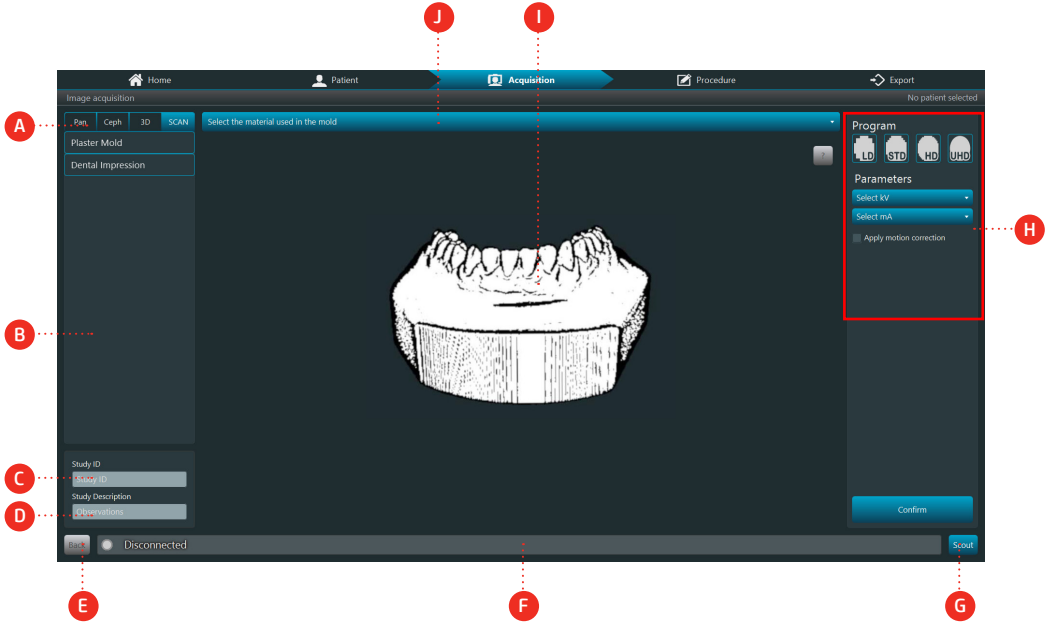 J I
Home Patient Acquisition Procedure Export
Image acquisition No patient selected
A Pan Ceph 3D SCAN Select the material used in the mold Program
Plaster Mold ? LD STD HD UHD
Dental Impression Parameters
Select kV
Select mA H
Apply motion correction
B
Study ID
C Study ID
Study Description
D Observations Confirm
Back Disconnected Scout
E F G